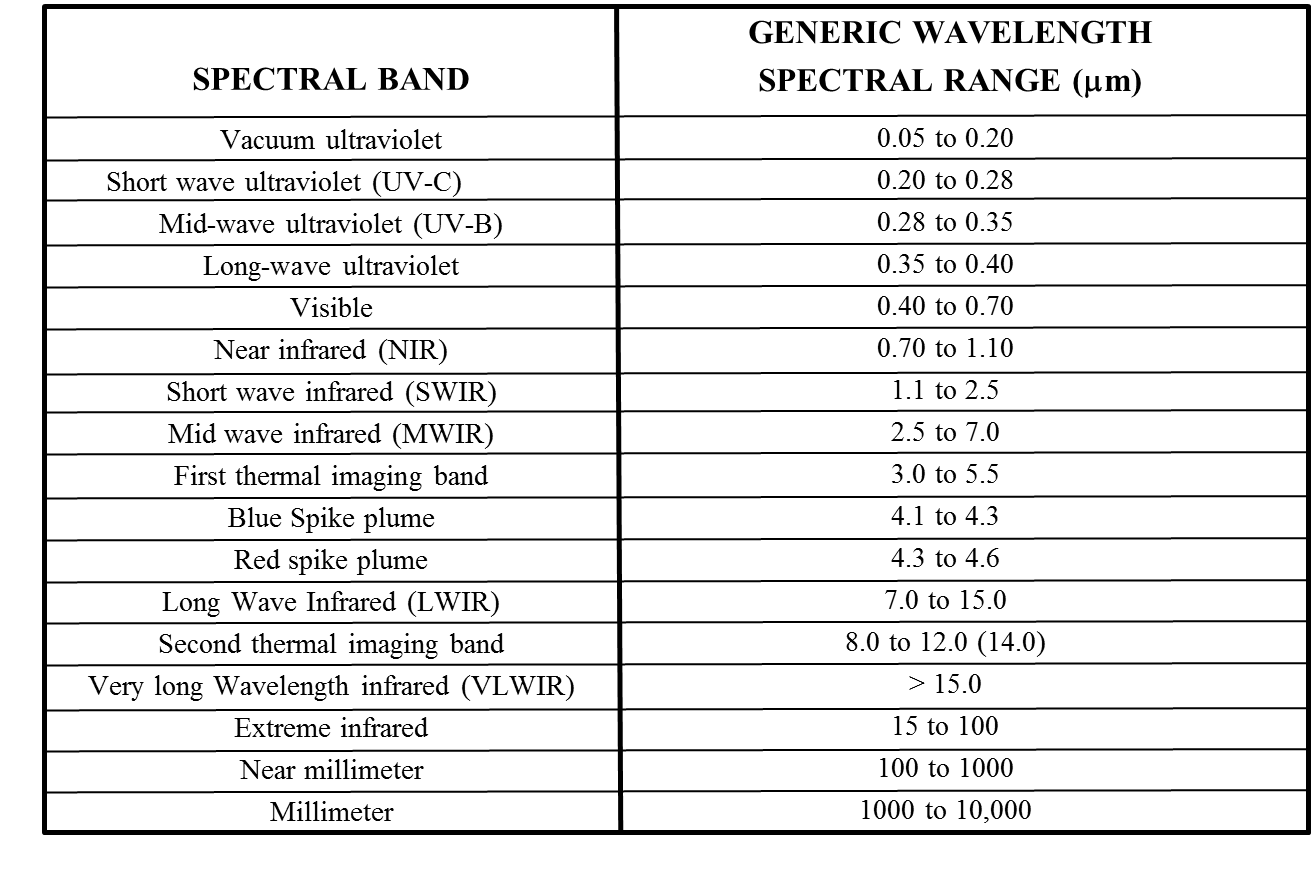 SPECTRAL BAND
GENERIC WAVELENGTH
SPECTRAL RANGE (μm)
Vacuum ultraviolet 0.05 to 0.20
Short wave ultraviolet (UV-C) 0.20 to 0.28
Mid-wave ultraviolet (UV-B) 0.28 to 0.35
Long-wave ultraviolet 0.35 to 0.40
Visible 0.40 to 0.70
Near infrared (NIR) 0.70 to 1.10
Short wave infrared (SWIR) 1.1 to 2.5
Mid wave infrared (MWIR) 2.5 to 7.0
First thermal imaging band 3.0 to 5.5
Blue Spike plume 4.1 to 4.3
Red spike plume 4.3 to 4.6
Long Wave Infrared (LWIR) 7.0 to 15.0
Second thermal imaging band 8.0 to 12.0 (14.0)
Very long Wavelength infrared (VLWIR) > 15.0
Extreme infrared 15 to 100
Near millimeter 100 to 1000
Millimeter 1000 to 10,000